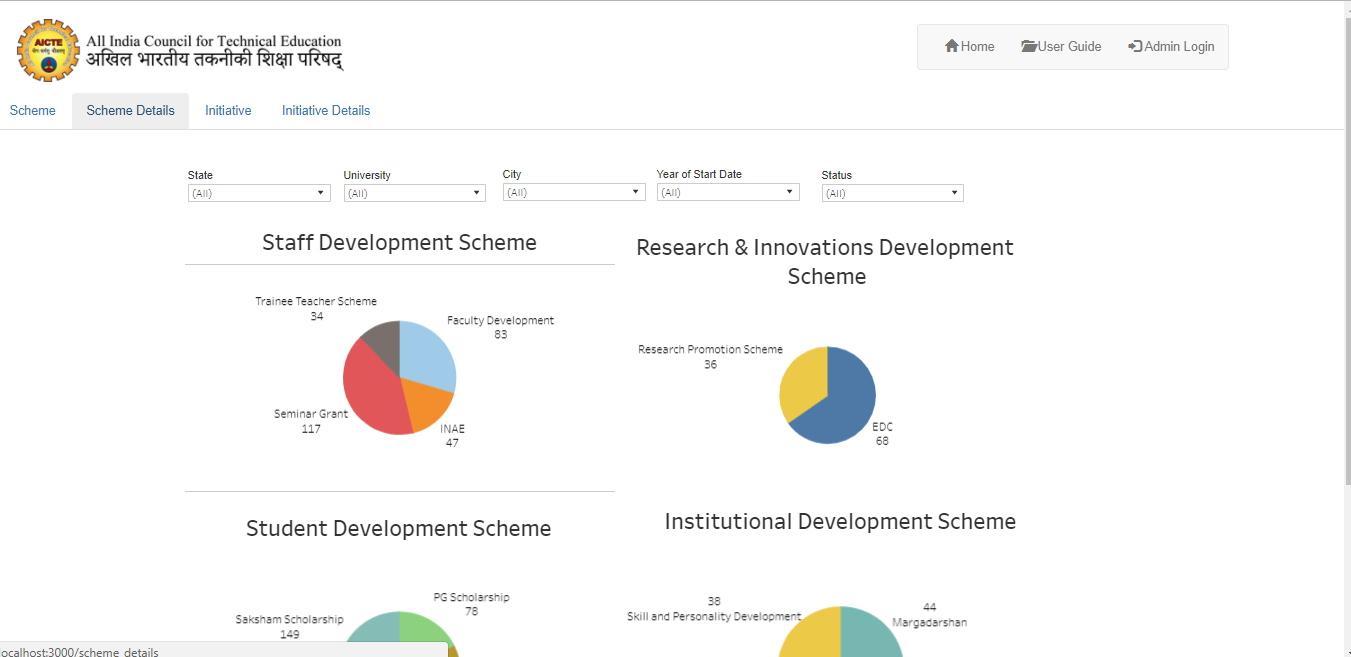 AICTE
All India Council for Technical Education
अखिल भारतीय तकनीकी शिक्षा परिषद्
Home User Guide Admin Login
Scheme Scheme Details Initiative Initiative Details
State University City Year of Start Date Status
(All) (All) (All) (All) (All)
Staff Development Scheme
Trainee Teacher Scheme
34
Faculty Development
83
Seminar Grant
117
INAE
47
Research & Innovations Development
Scheme
Research Promotion Scheme
36
EDC
68
Student Development Scheme
PG Scholarship
78
Saksham Scholarship
149
Institutional Development Scheme
38
Skill and Personality Development
44
Margadarshan
localhost:3000/scheme_details